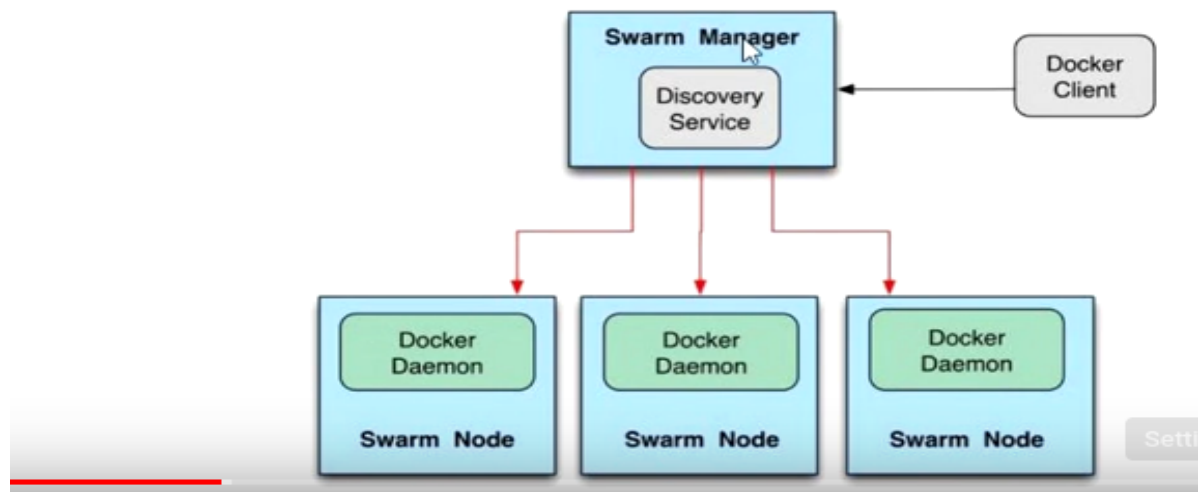 Swarm Manager
Discovery
Service
Docker
Client
Docker
Daemon
Swarm Node
Docker
Daemon
Swarm Node
Docker
Daemon
Swarm Node